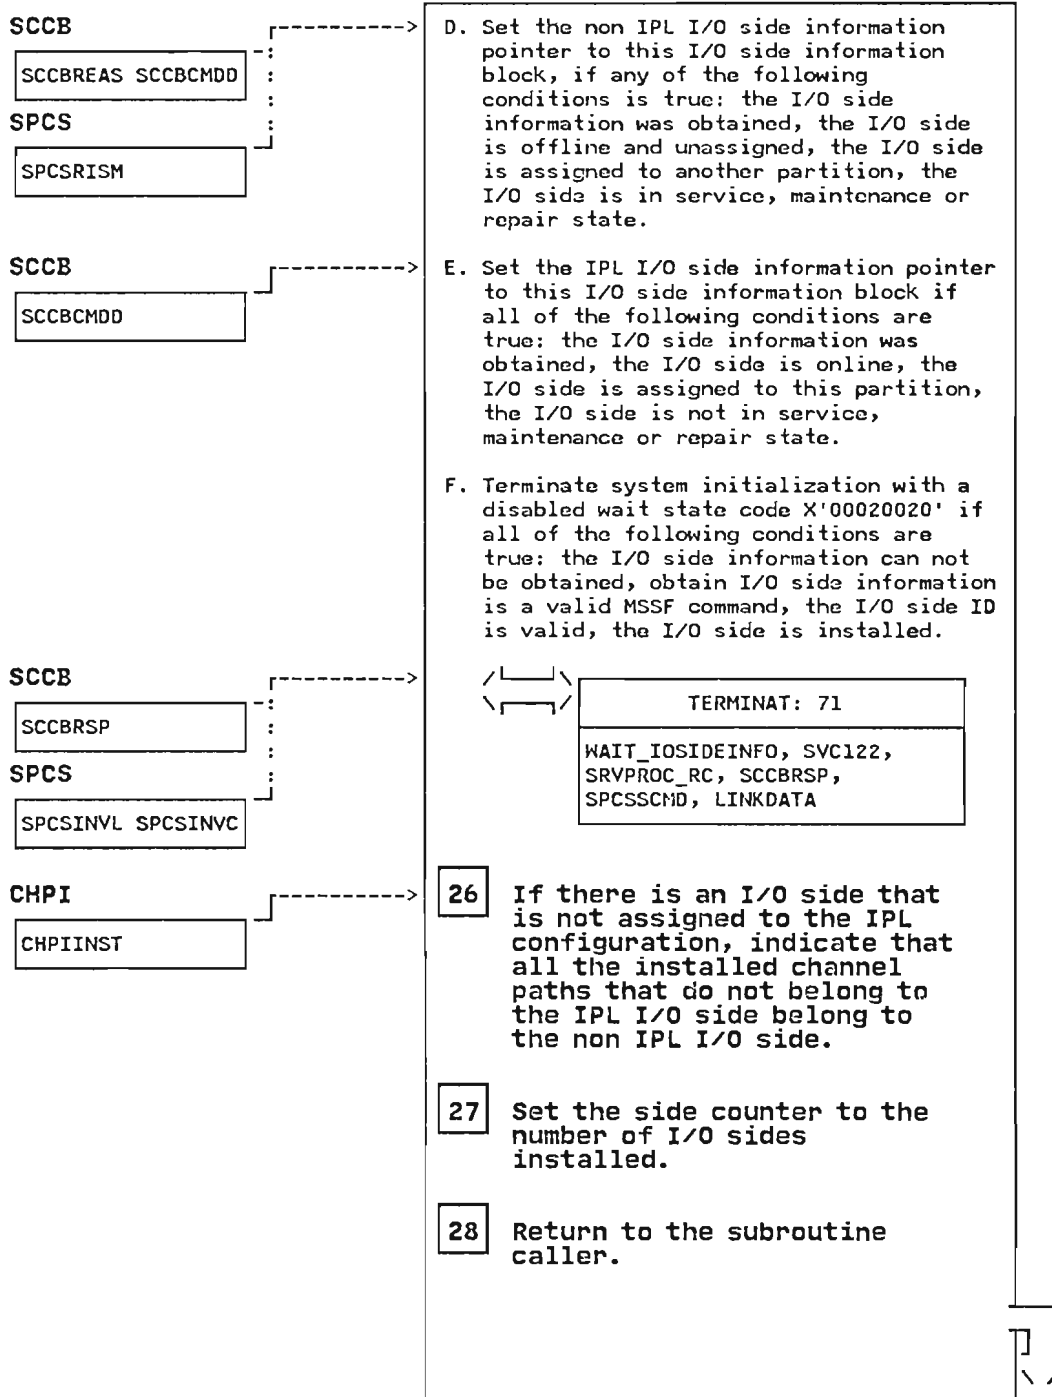 SCCB
SCCBREAS SCCBCMDD
SPCS
SPCSRISM
D. Set the non IPL I/O side information
pointer to this I/O side information
block, if any of the following
conditions is true: the I/O side
information was obtained, the I/O side
is offline and unassigned, the I/O side
is assigned to another partition, the
I/O side is in service, maintenance or
repair state.
SCCB
SCCBCMDD
E. Set the IPL I/O side information pointer
to this I/O side information block if
all of the following conditions are
true: the I/O side information was
obtained, the I/O side is online, the
I/O side is assigned to this partition,
the I/O side is not in service,
maintenance or repair state.
F. Terminate system initialization with a
disabled wait state code X'00020020' if
all of the following conditions are
true: the I/O side information can not
be obtained, obtain I/O side information
is a valid MSSF command, the I/O side ID
is valid, the I/O side is installed.
SCCB
SCCBRSP
SPCS
SPCSINVL SPCSINVC
TERMINAT: 71
WAIT_IOSIDEINFO, SVC122,
SRVPROC_RC, SCCBRSP,
SPCSSCMD, LINKDATA
CHPI
CHPIINST
26 If there is an I/O side that
is not assigned to the IPL
configuration, indicate that
all the installed channel
paths that do not belong to
the IPL I/O side belong to
the non IPL I/O side.
27 Set the side counter to the
number of I/O sides
installed.
28 Return to the subroutine
caller.